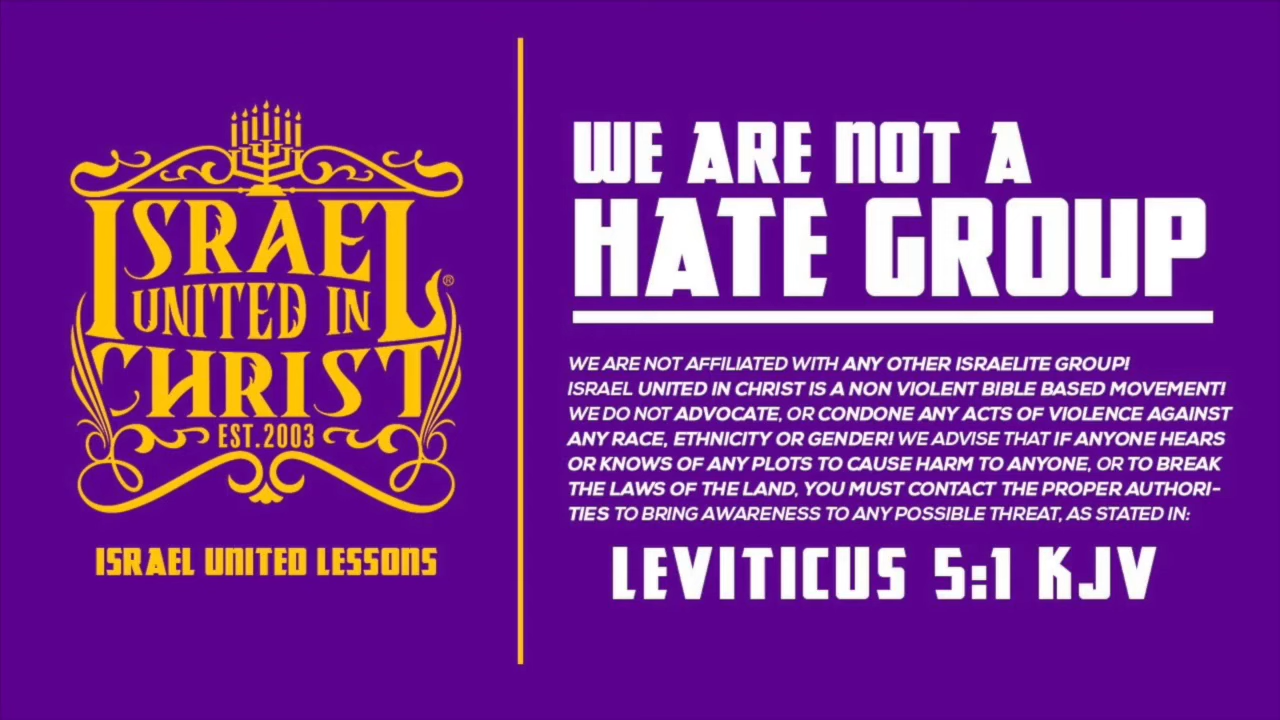 ISRAEL
UNITED IN
CHRIST
EST. 2003
®
ISRAEL UNITED LESSONS
WE ARE NOT A
HATE GROUP
WE ARE NOT AFFILIATED WITH ANY OTHER ISRAELITE GROUP!
ISRAEL UNITED IN CHRIST IS A NON VIOLENT BIBLE BASED MOVEMENT!
WE DO NOT ADVOCATE, OR CONDONE ANY ACTS OF VIOLENCE AGAINST
ANY RACE, ETHNICITY OR GENDER! WE ADVISE THAT IF ANYONE HEARS
OR KNOWS OF ANY PLOTS TO CAUSE HARM TO ANYONE, OR TO BREAK
THE LAWS OF THE LAND, YOU MUST CONTACT THE PROPER AUTHORI-
TIES TO BRING AWARENESS TO ANY POSSIBLE THREAT, AS STATED IN:
LEVITICUS 5:1 KJV